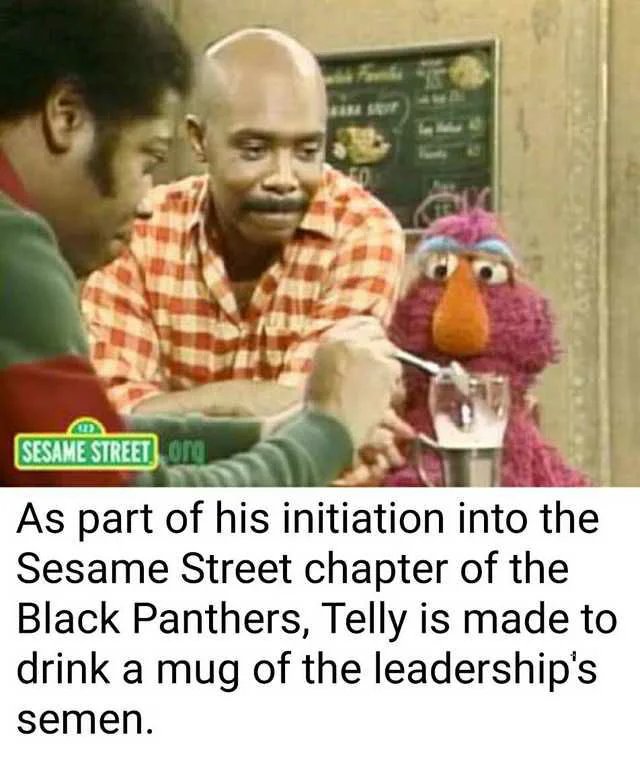 SESAME STREET.org
As part of his initiation into the
Sesame Street chapter of the
Black Panthers, Telly is made to
drink a mug of the leadership's
semen.